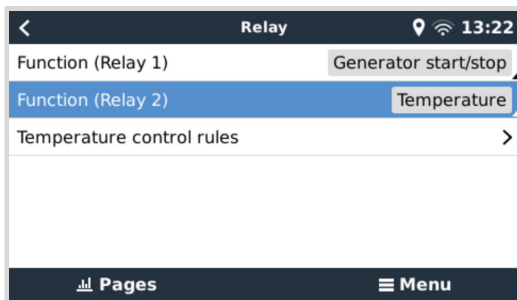 Relay 13:22
Function (Relay 1) Generator start/stop
Function (Relay 2) Temperature
Temperature control rules
Pages Menu